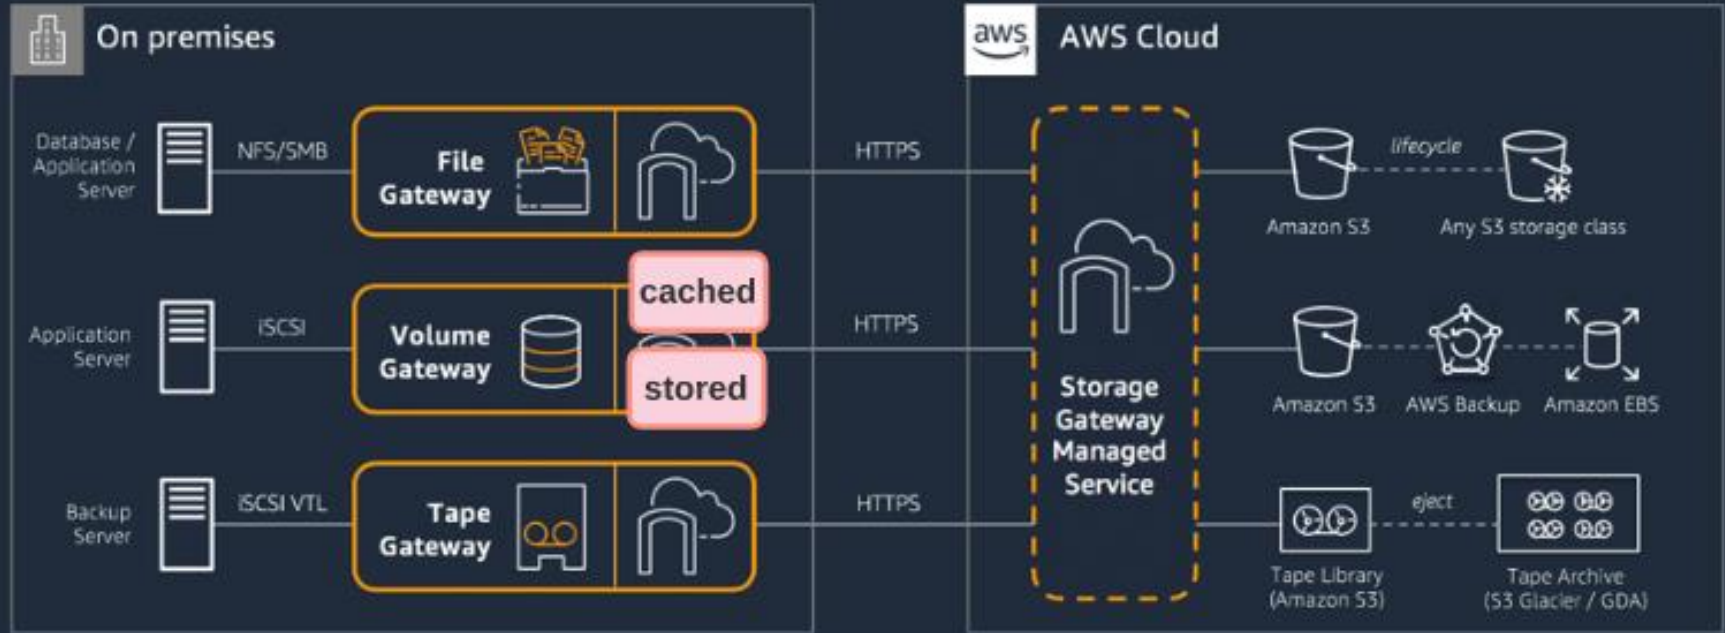 On premises
aws
AWS Cloud
Database /
Application
Server
NFS/SMB
File
Gateway
HTTPS
lifecycle
Amazon S3
Any S3 storage class
Application
Server
iSCSI
Volume
Gateway
cached
stored
HTTPS
Storage
Gateway
Managed
Service
Amazon S3
AWS Backup
Amazon EBS
Backup
Server
iSCSI VTL
Tape
Gateway
HTTPS
eject
Tape Library
(Amazon S3)
Tape Archive
(S3 Glacier / GDA)